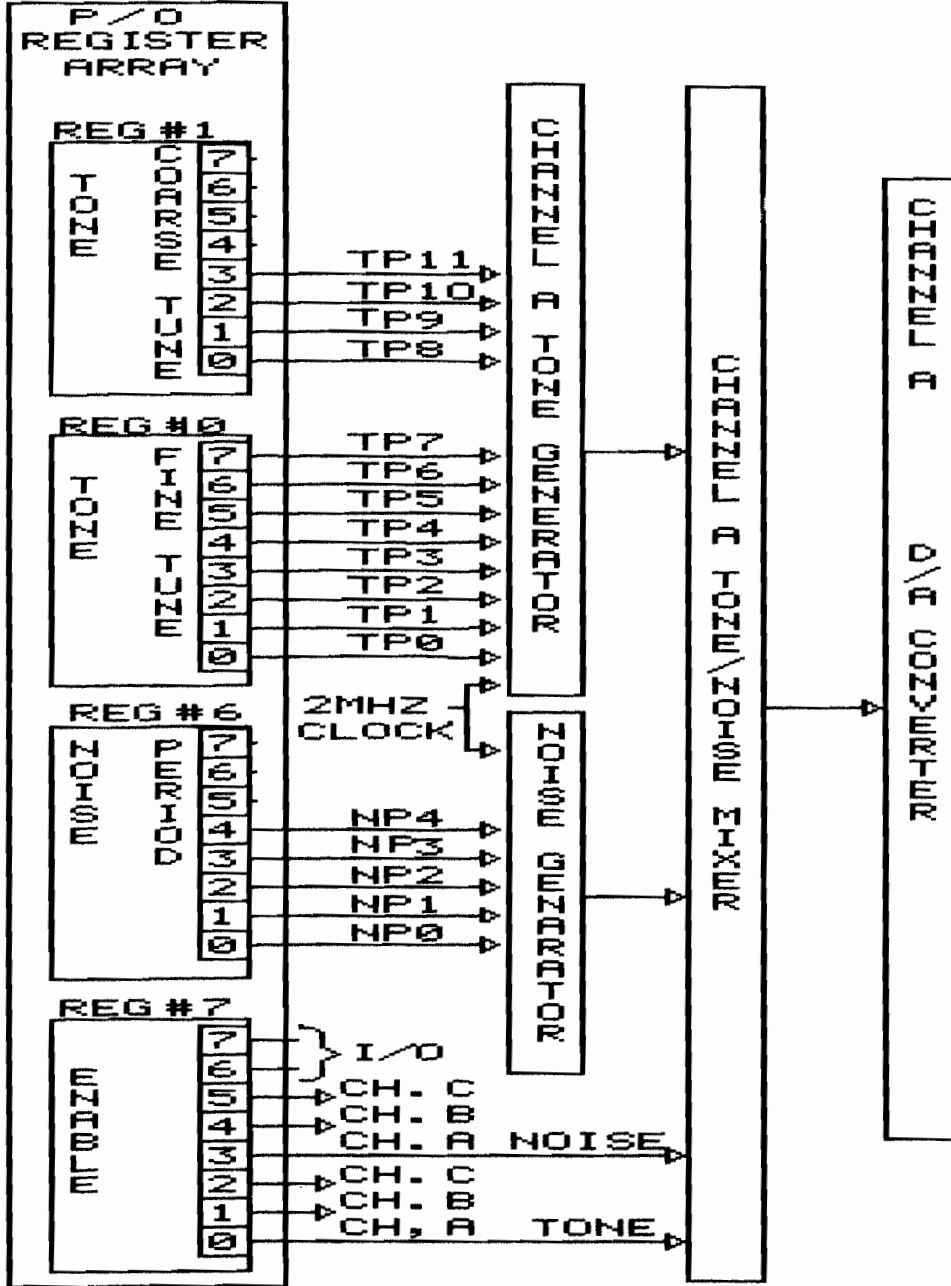 P/O
REGISTER
ARRAY
REG #1
TONE
COARSE TUNE
7
6
5
4
3
2
1
0
TP11
TP10
TP9
TP8
REG #0
TONE
FINE TUNE
7
6
5
4
3
2
1
0
TP7
TP6
TP5
TP4
TP3
TP2
TP1
TP0
2MHZ
CLOCK
REG #6
NOISE
PERIOD
7
6
5
4
3
2
1
0
NP4
NP3
NP2
NP1
NP0
REG #7
ENABLE
7
6
5
4
3
2
1
0
I/O
CH. C
CH. B
CH. A NOISE
CH. C
CH. B
CH, A TONE
CHANNEL A TONE GENERATOR
NOISE GENARATOR
CHANNEL A TONE/NOISE MIXER
CHANNEL A D/A CONVERTER